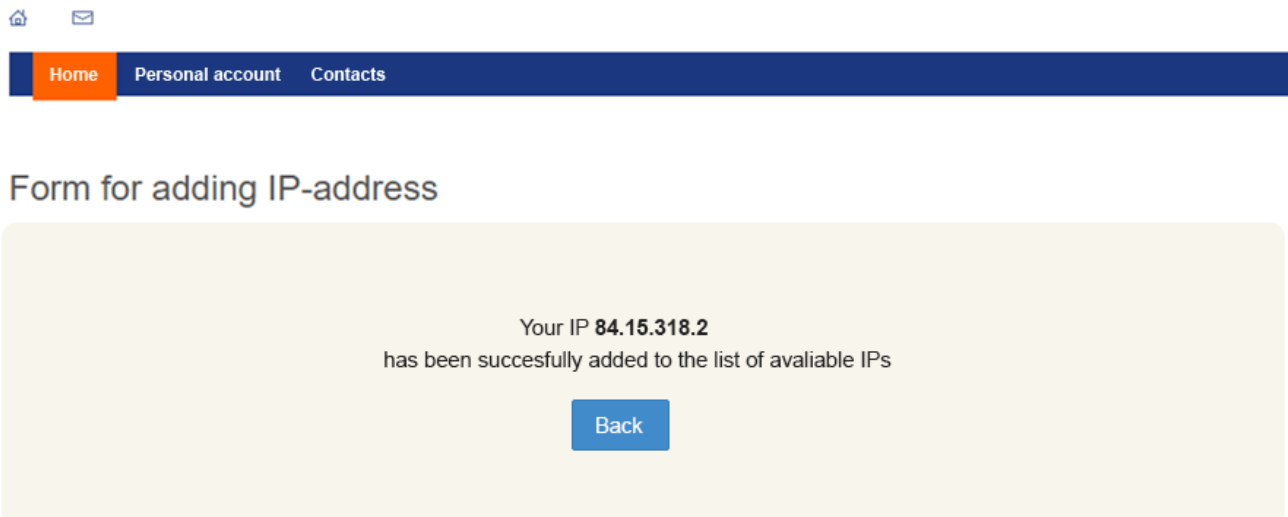 Home Personal account Contacts
Form for adding IP-address
Your IP 84.15.318.2
has been succesfully added to the list of avaliable IPs
Back